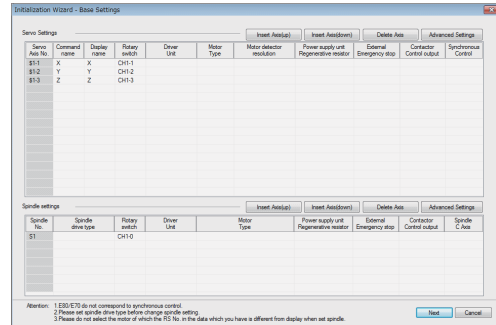 Initialization Wizard - Base Settings
Servo Settings
Insert Axis(up) Insert Axis(down) Delete Axis Advanced Settings
Servo Axis No. Command name Display name Rotary switch Driver Unit Motor Type Motor detector resolution Power supply unit Regenerative resistor External Emergency stop Contactor Control output Synchronous Control
$1-1 X X CH1-1
$1-2 Y Y CH1-2
$1-3 Z Z CH1-3
Spindle settings
Insert Axis(up) Insert Axis(down) Delete Axis Advanced Settings
Spindle No. Spindle drive type Rotary switch Driver Unit Motor Type Power supply unit Regenerative resistor External Emergency stop Contactor Control output Spindle C Axis
S1 CH1-0
Attention: 1.E80/E70 do not correspond to synchronous control.
2.Please set spindle drive type before change spindle setting.
3.Please do not select the motor of which the RS No. in the data which you have is different from display when set spindle.
Next Cancel